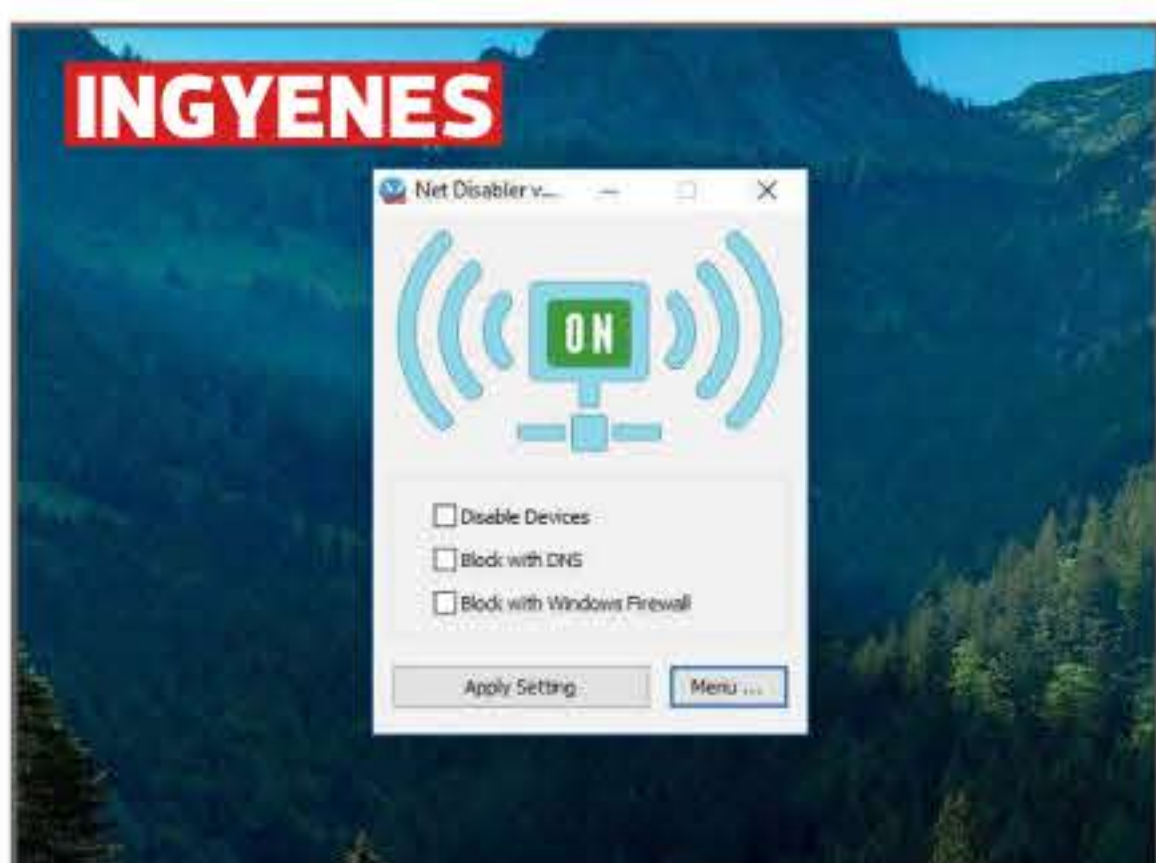 INGYENES
Net Disabler v...
ON
Disable Devices
Block with DNS
Block with Windows Firewall
Apply Setting
Menu ...